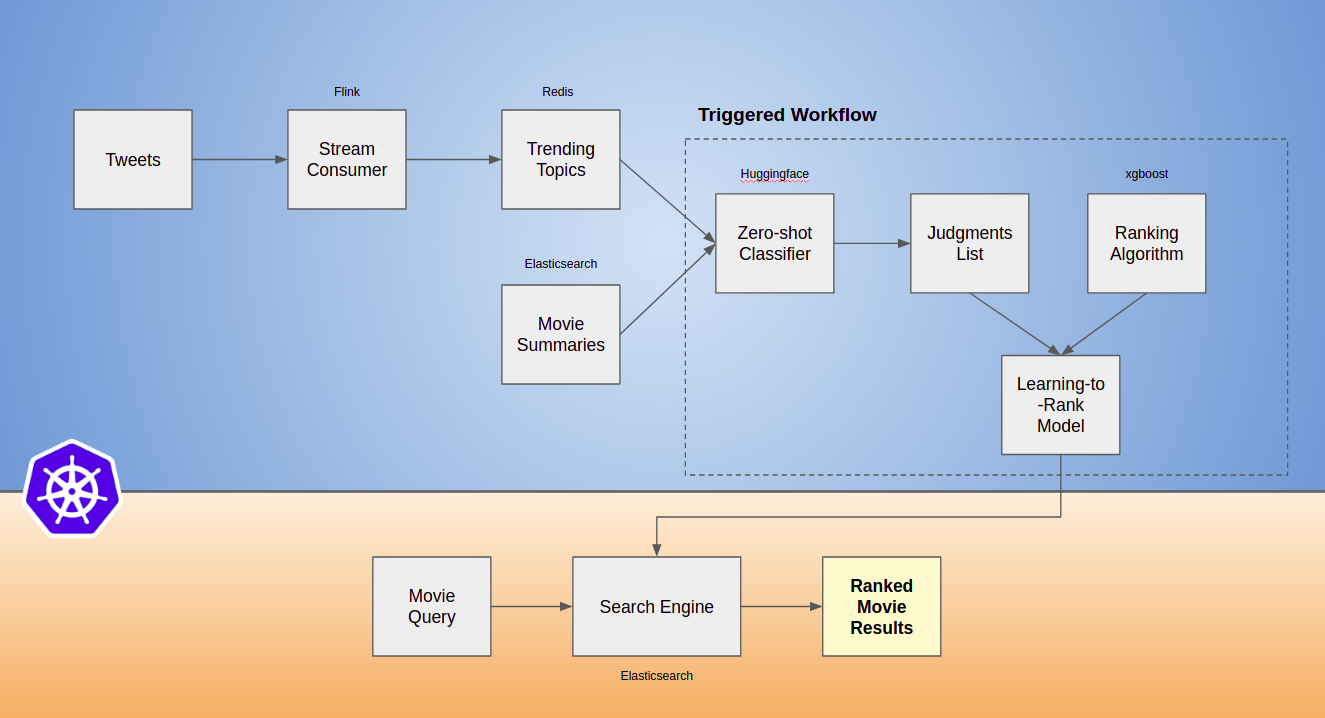 Flink
Redis
Tweets
Stream
Consumer
Trending
Topics
Triggered Workflow
Elasticsearch
Movie
Summaries
Huggingface
Zero-shot
Classifier
Judgments
List
xgboost
Ranking
Algorithm
Learning-to
-Rank
Model
Movie
Query
Search Engine
Elasticsearch
Ranked
Movie
Results